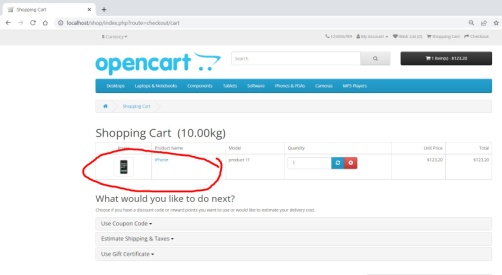 Shopping Cart
localhost/shop/index.php?route=checkout/cart
$ Currency
123456789 My Account Wish List (0) Shopping Cart Checkout
opencart
Search
1 item(s) - $123.20
Desktops Laptops & Notebooks Components Tablets Software Phones & PDAs Cameras MP3 Players
Shopping Cart
Shopping Cart (10.00kg)
Image Product Name Model Quantity Unit Price Total
iPhone product 11 1 $123.20 $123.20
What would you like to do next?
Choose if you have a discount code or reward points you want to use or would like to estimate your delivery cost.
Use Coupon Code
Estimate Shipping & Taxes
Use Gift Certificate